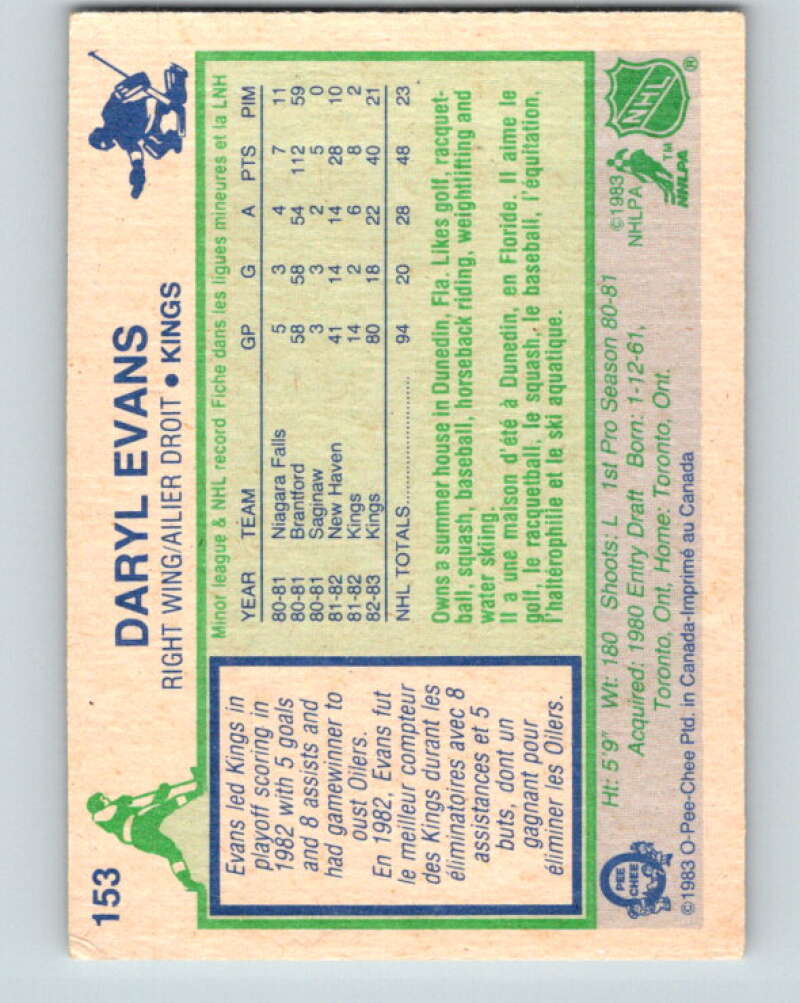 153
DARYL EVANS
RIGHT WING/AILIER DROIT • KINGS
Evans led Kings in
playoff scoring in
1982 with 5 goals
and 8 assists and
had gamewinner to
oust Oilers.
En 1982, Evans fut
le meilleur compteur
des Kings durant les
éliminatoires avec 8
assistances et 5
buts, dont un
gagnant pour
éliminer les Oilers.
Minor league & NHL record Fiche dans les ligues mineures et la LNH
YEAR TEAM GP G A PTS PIM
80-81 Niagara Falls 5 3 4 7 11
80-81 Brantford 58 58 54 112 59
80-81 Saginaw 3 3 2 5 0
81-82 New Haven 41 14 14 28 10
81-82 Kings 14 2 6 8 2
82-83 Kings 80 18 22 40 21
NHL TOTALS.................... 94 20 28 48 23
Owns a summer house in Dunedin, Fla. Likes golf, racquet-
ball, squash, baseball, horseback riding, weightlifting and
water skiing.
Il a une maison d'été à Dunedin, en Floride. Il aime le
golf, le racquetball, le squash, le baseball, l'équitation,
l'halterophilie et le ski aquatique.
Ht: 5'9" Wt: 180 Shoots: L 1st Pro Season 80-81
Acquired: 1980 Entry Draft Born: 1-12-61,
Toronto, Ont, Home: Toronto, Ont.
©1983
NHLPA
NHL
®
TM
NHLPA
O
PEE
CHEE
©1983 O-Pee-Chee Ptd. in Canada-Imprimé au Canada